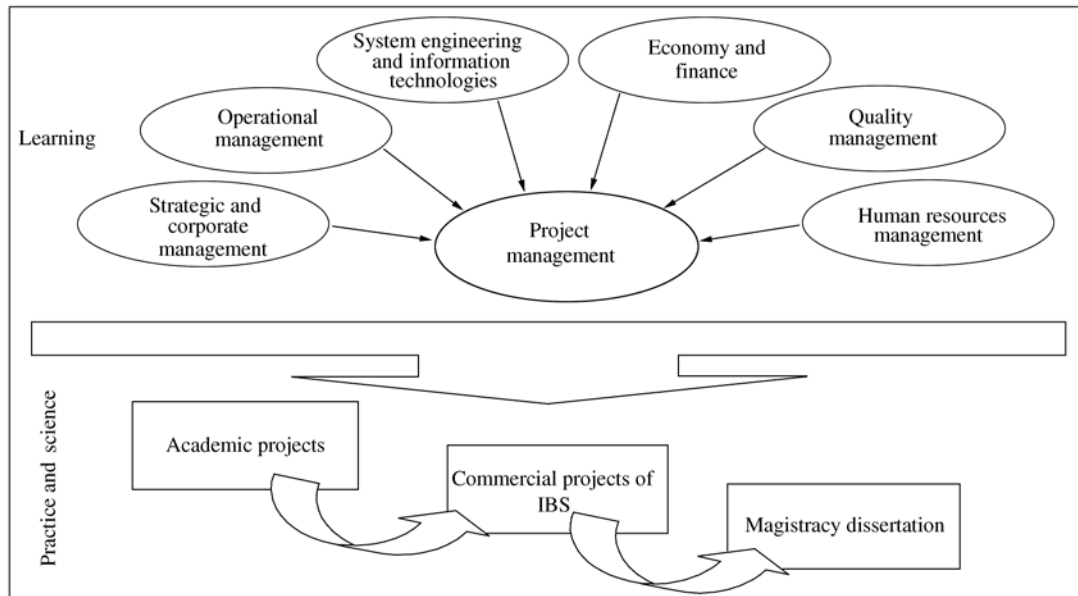 System engineering
and information
technologies
Economy and
finance
Learning
Operational
management
Quality
management
Strategic and
corporate
management
Project
management
Human resources
management
Practice and science
Academic projects
Commercial projects of
IBS
Magistracy dissertation